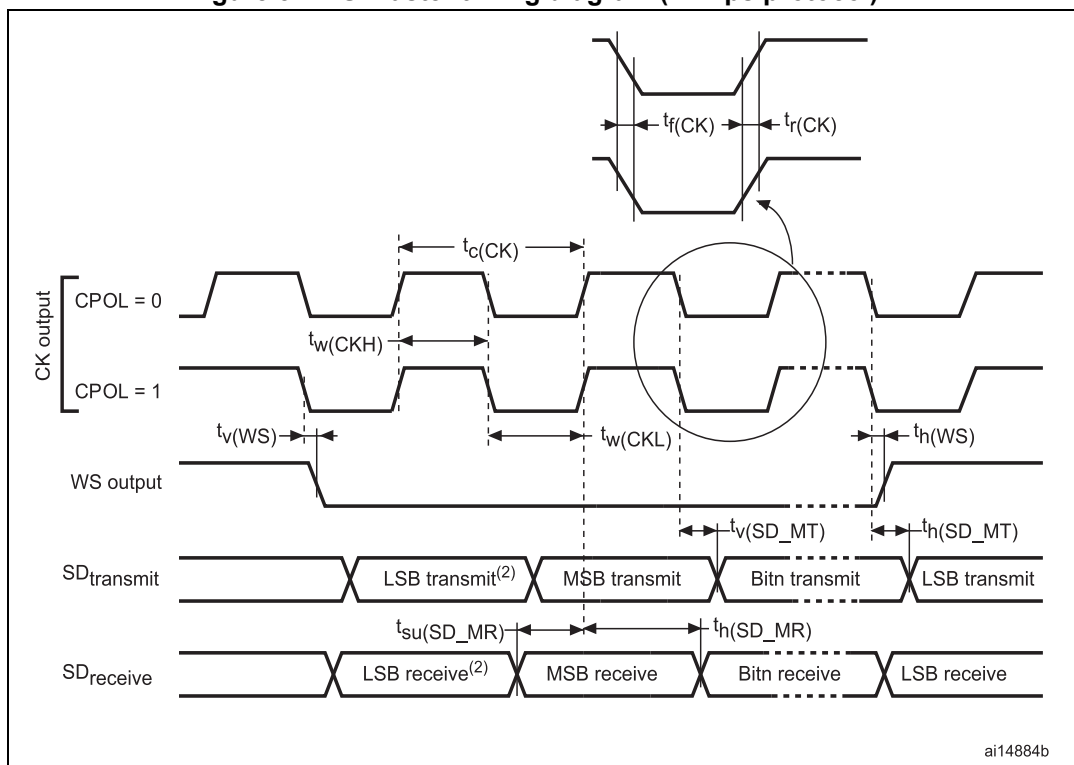 tf(CK)
tr(CK)
tc(CK)
CK output
CPOL = 0
tw(CKH)
CPOL = 1
tv(WS)
tw(CKL)
th(WS)
WS output
tv(SD_MT)
th(SD_MT)
SDtransmit
LSB transmit(2)
MSB transmit
Bitn transmit
LSB transmit
tsu(SD_MR)
th(SD_MR)
SDreceive
LSB receive(2)
MSB receive
Bitn receive
LSB receive
ai14884b